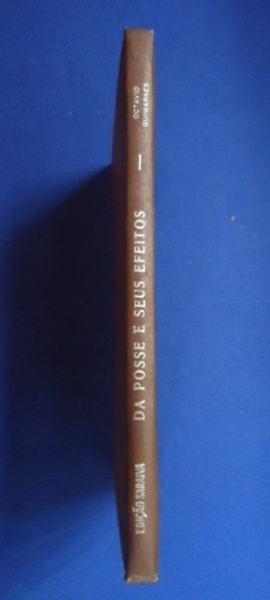 OCTAVIO
GUIMARÃES
DA POSSE E SEUS EFEITOS
EDIÇÃO SARAIVA